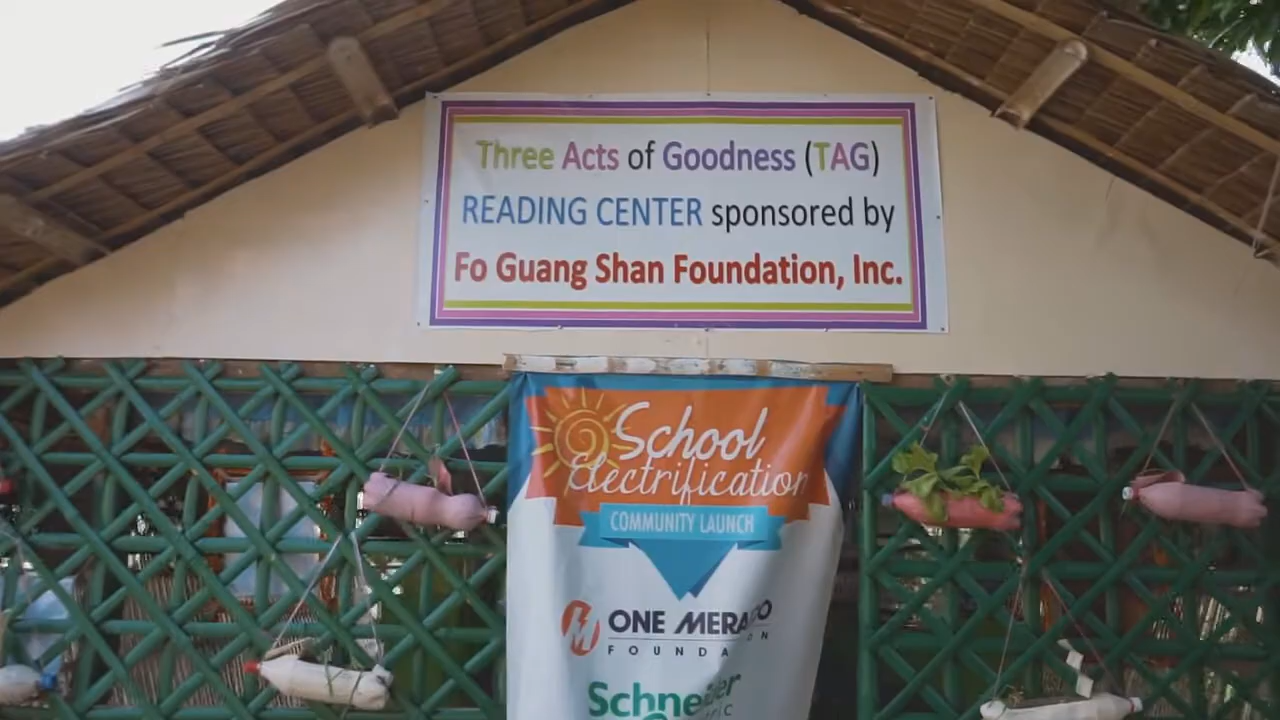 Three Acts of Goodness (TAG)
READING CENTER sponsored by
Fo Guang Shan Foundation, Inc.
School
Electrification
COMMUNITY LAUNCH
ONE
FOUNDATION
Schneider